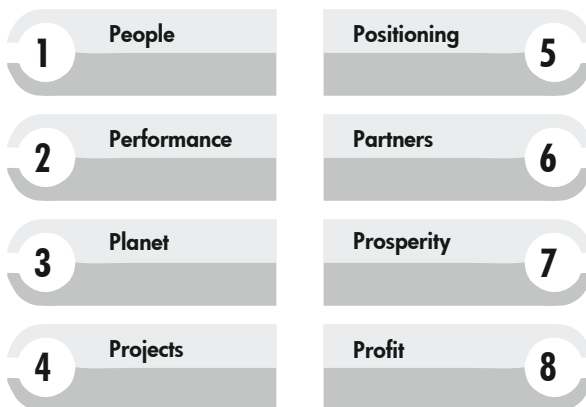 1 People
2 Performance
3 Planet
4 Projects
Positioning 5
Partners 6
Prosperity 7
Profit 8